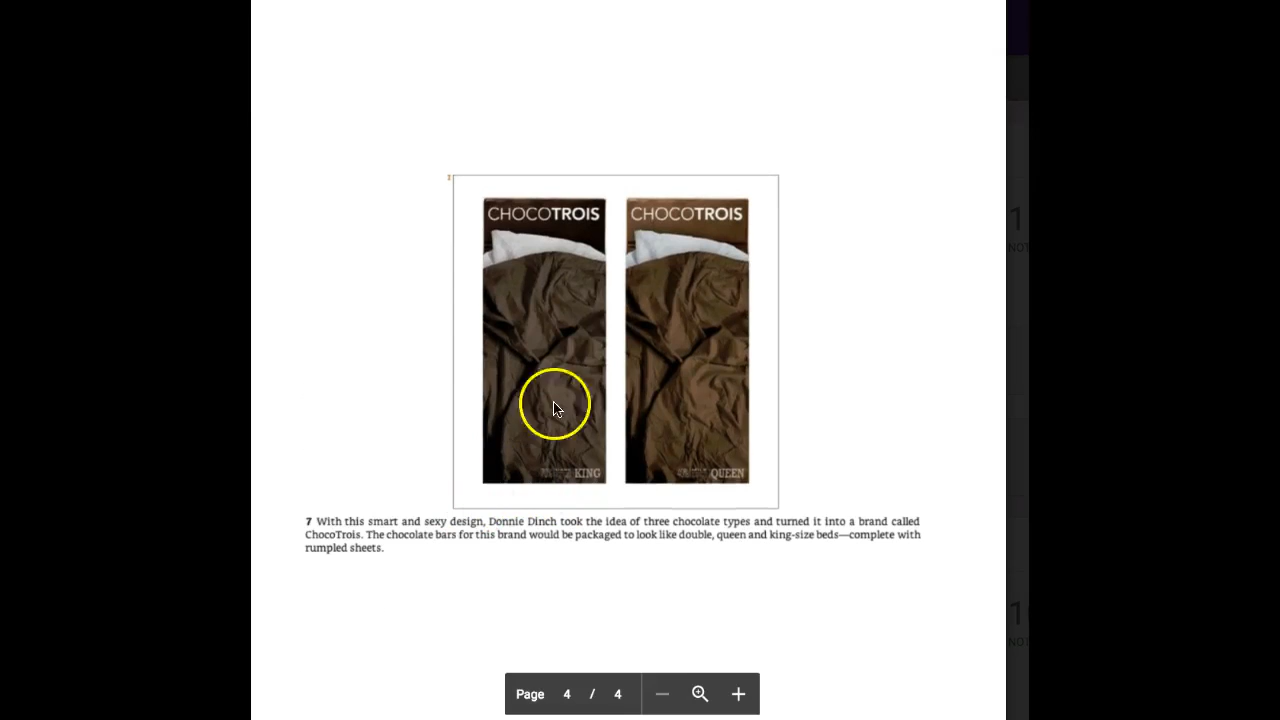 CHOCOTROIS
CHOCOTROIS
KING
QUEEN
7 With this smart and sexy design, Donnie Dinch took the idea of three chocolate types and turned it into a brand called
ChocoTrois. The chocolate bars for this brand would be packaged to look like double, queen and king-size beds—complete with
rumpled sheets.
Page 4 / 4